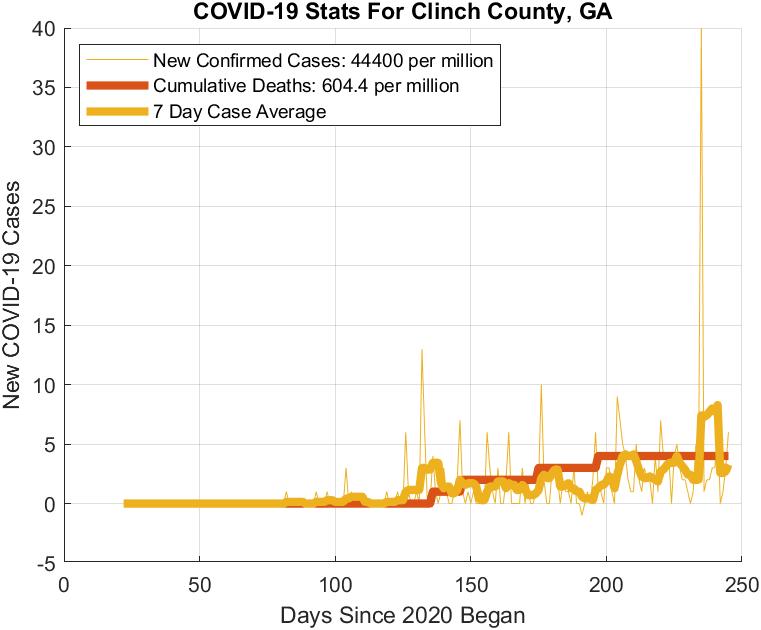 COVID-19 Stats For Clinch County, GA
New Confirmed Cases: 44400 per million
Cumulative Deaths: 604.4 per million
7 Day Case Average
New COVID-19 Cases
40
35
30
25
20
15
10
5
0
-5
0 50 100 150 200 250
Days Since 2020 Began